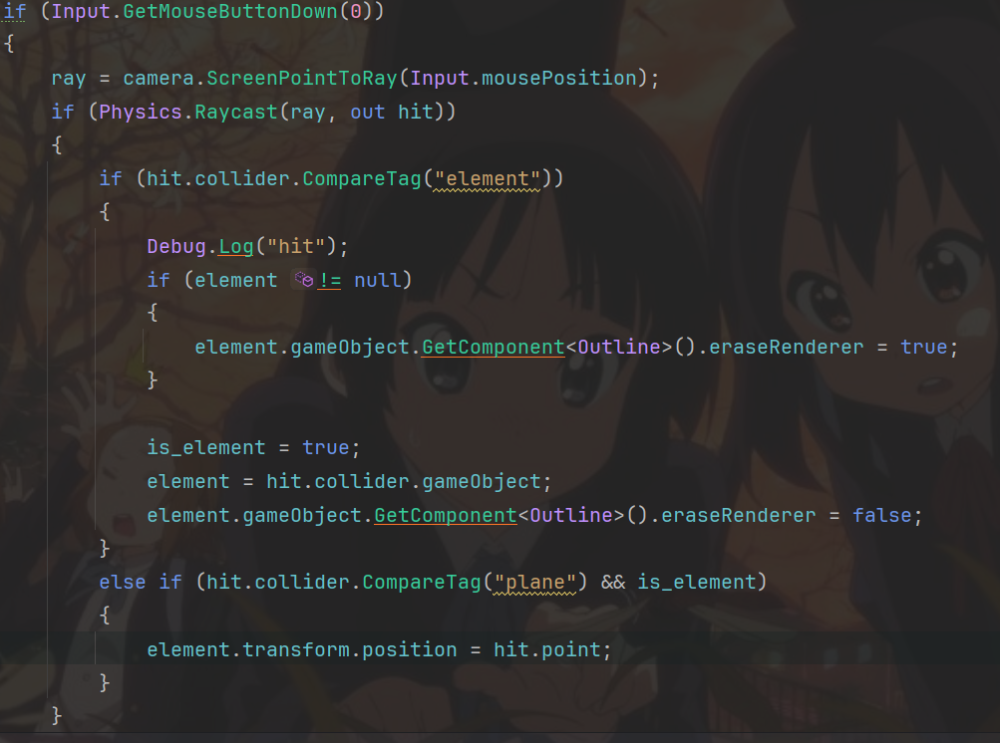 if (Input.GetMouseButtonDown(0))
{
    ray = camera.ScreenPointToRay(Input.mousePosition);
    if (Physics.Raycast(ray, out hit))
    {
        if (hit.collider.CompareTag("element"))
        {
            Debug.Log("hit");
            if (element != null)
            {
                element.gameObject.GetComponent<Outline>().eraseRenderer = true;
            }

            is_element = true;
            element = hit.collider.gameObject;
            element.gameObject.GetComponent<Outline>().eraseRenderer = false;
        }
        else if (hit.collider.CompareTag("plane") && is_element)
        {
            element.transform.position = hit.point;
        }
    }